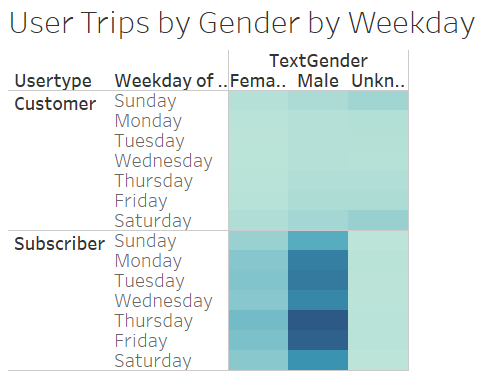 User Trips by Gender by Weekday
TextGender
Usertype Weekday of .. Fema.. Male Unkn..
Customer Sunday
Monday
Tuesday
Wednesday
Thursday
Friday
Saturday
Subscriber Sunday
Monday
Tuesday
Wednesday
Thursday
Friday
Saturday